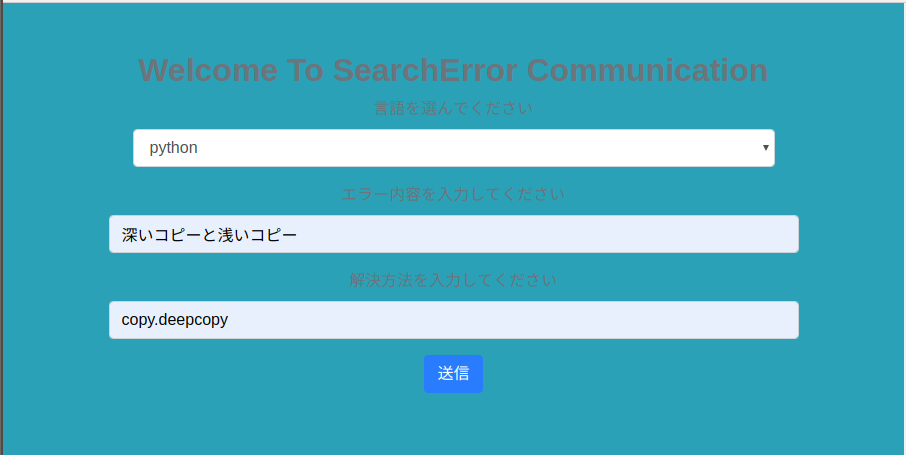 Welcome To SearchError Communication
言語を選んでください
python
エラー内容を入力してください
深いコピーと浅いコピー
解決方法を入力してください
copy.deepcopy
送信